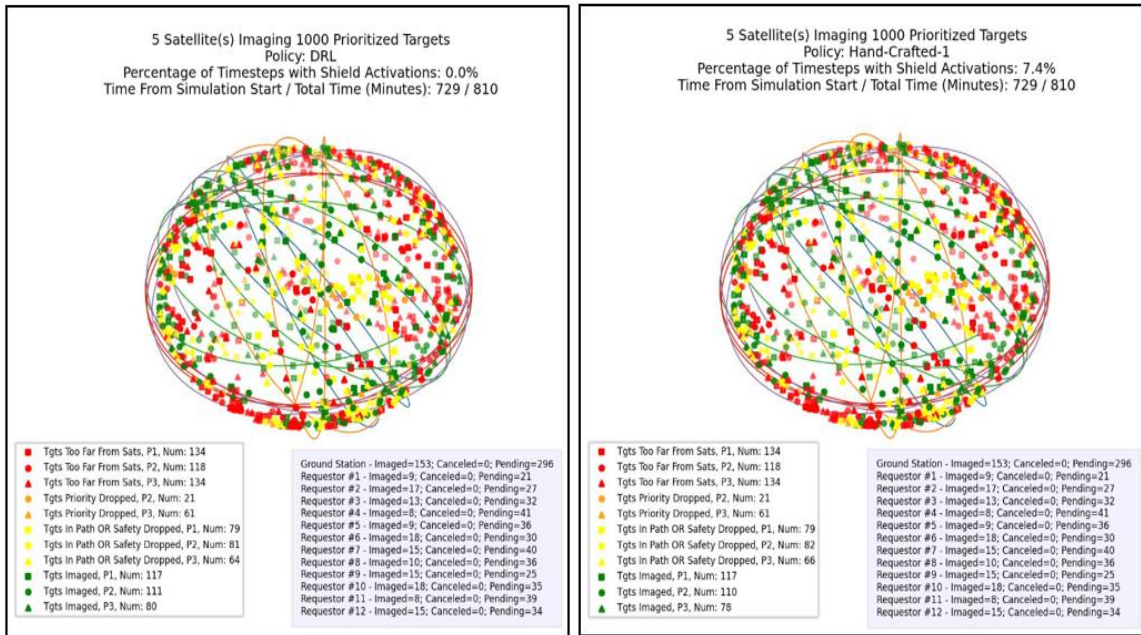 5 Satellite(s) Imaging 1000 Prioritized Targets
Policy: DRL
Percentage of Timesteps with Shield Activations: 0.0%
Time From Simulation Start / Total Time (Minutes): 729 / 810
Tgts Too Far From Sats, P1, Num: 134
Tgts Too Far From Sats, P2, Num: 118
Tgts Too Far From Sats, P3, Num: 134
Tgts Priority Dropped, P2, Num: 21
Tgts Priority Dropped, P3, Num: 61
Tgts In Path OR Safety Dropped, P1, Num: 79
Tgts In Path OR Safety Dropped, P2, Num: 81
Tgts In Path OR Safety Dropped, P3, Num: 64
Tgts Imaged, P1, Num: 117
Tgts Imaged, P2, Num: 111
Tgts Imaged, P3, Num: 80
Ground Station - Imaged=153; Canceled=0; Pending=296
Requestor #1 - Imaged=9; Canceled=0; Pending=21
Requestor #2 - Imaged=17; Canceled=0; Pending=27
Requestor #3 - Imaged=13; Canceled=0; Pending=32
Requestor #4 - Imaged=8; Canceled=0; Pending=41
Requestor #5 - Imaged=9; Canceled=0; Pending=36
Requestor #6 - Imaged=18; Canceled=0; Pending=30
Requestor #7 - Imaged=15; Canceled=0; Pending=40
Requestor #8 - Imaged=10; Canceled=0; Pending=36
Requestor #9 - Imaged=15; Canceled=0; Pending=25
Requestor #10 - Imaged=18; Canceled=0; Pending=35
Requestor #11 - Imaged=8; Canceled=0; Pending=39
Requestor #12 - Imaged=15; Canceled=0; Pending=34
5 Satellite(s) Imaging 1000 Prioritized Targets
Policy: Hand-Crafted-1
Percentage of Timesteps with Shield Activations: 7.4%
Time From Simulation Start / Total Time (Minutes): 729 / 810
Tgts Too Far From Sats, P1, Num: 134
Tgts Too Far From Sats, P2, Num: 118
Tgts Too Far From Sats, P3, Num: 134
Tgts Priority Dropped, P2, Num: 21
Tgts Priority Dropped, P3, Num: 61
Tgts In Path OR Safety Dropped, P1, Num: 79
Tgts In Path OR Safety Dropped, P2, Num: 82
Tgts In Path OR Safety Dropped, P3, Num: 66
Tgts Imaged, P1, Num: 117
Tgts Imaged, P2, Num: 110
Tgts Imaged, P3, Num: 78
Ground Station - Imaged=153; Canceled=0; Pending=296
Requestor #1 - Imaged=9; Canceled=0; Pending=21
Requestor #2 - Imaged=17; Canceled=0; Pending=27
Requestor #3 - Imaged=13; Canceled=0; Pending=32
Requestor #4 - Imaged=8; Canceled=0; Pending=41
Requestor #5 - Imaged=9; Canceled=0; Pending=36
Requestor #6 - Imaged=18; Canceled=0; Pending=30
Requestor #7 - Imaged=15; Canceled=0; Pending=40
Requestor #8 - Imaged=10; Canceled=0; Pending=36
Requestor #9 - Imaged=15; Canceled=0; Pending=25
Requestor #10 - Imaged=18; Canceled=0; Pending=35
Requestor #11 - Imaged=8; Canceled=0; Pending=39
Requestor #12 - Imaged=15; Canceled=0; Pending=34